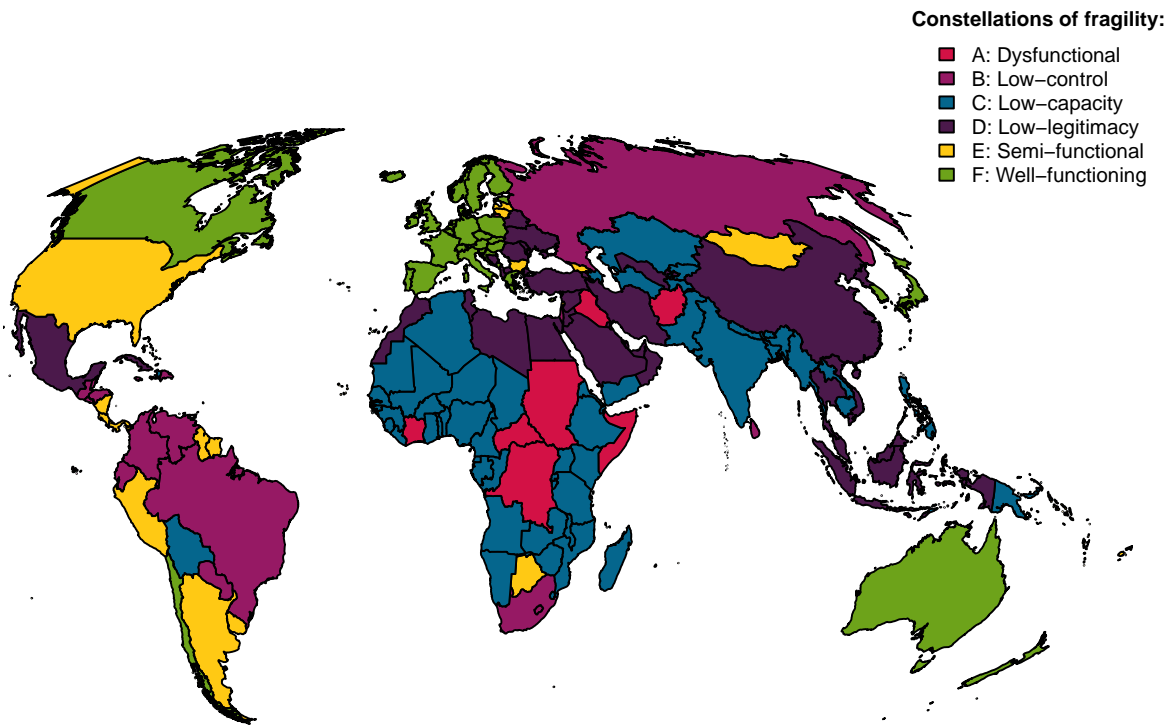 Constellations of fragility:
A: Dysfunctional
B: Low−control
C: Low−capacity
D: Low−legitimacy
E: Semi−functional
F: Well−functioning